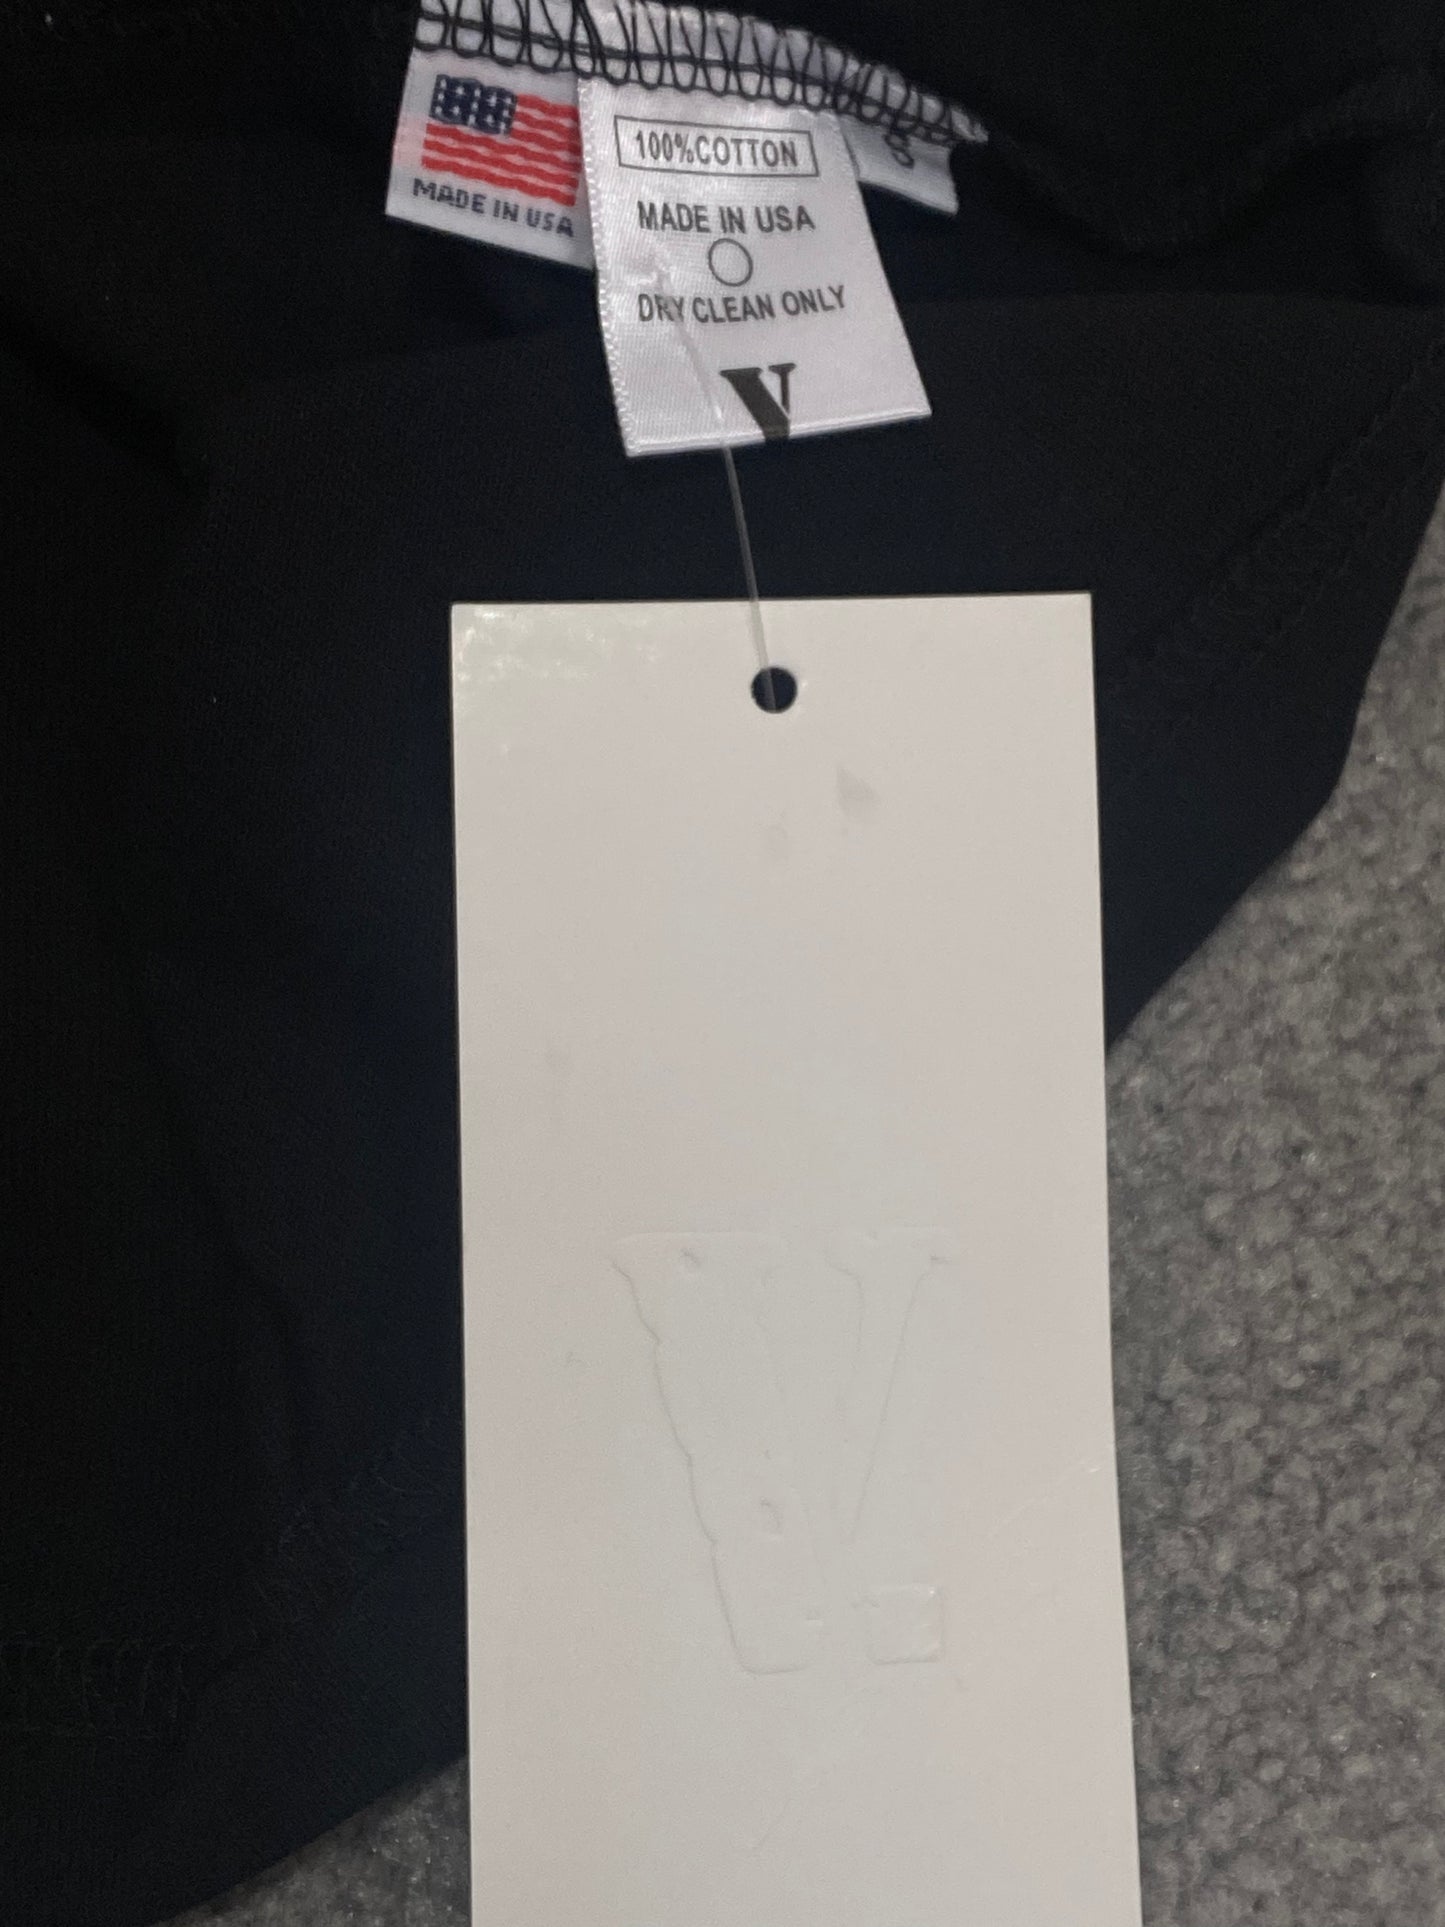 MADE IN USA
100%COTTON
MADE IN USA
DRY CLEAN ONLY
V
S
V.